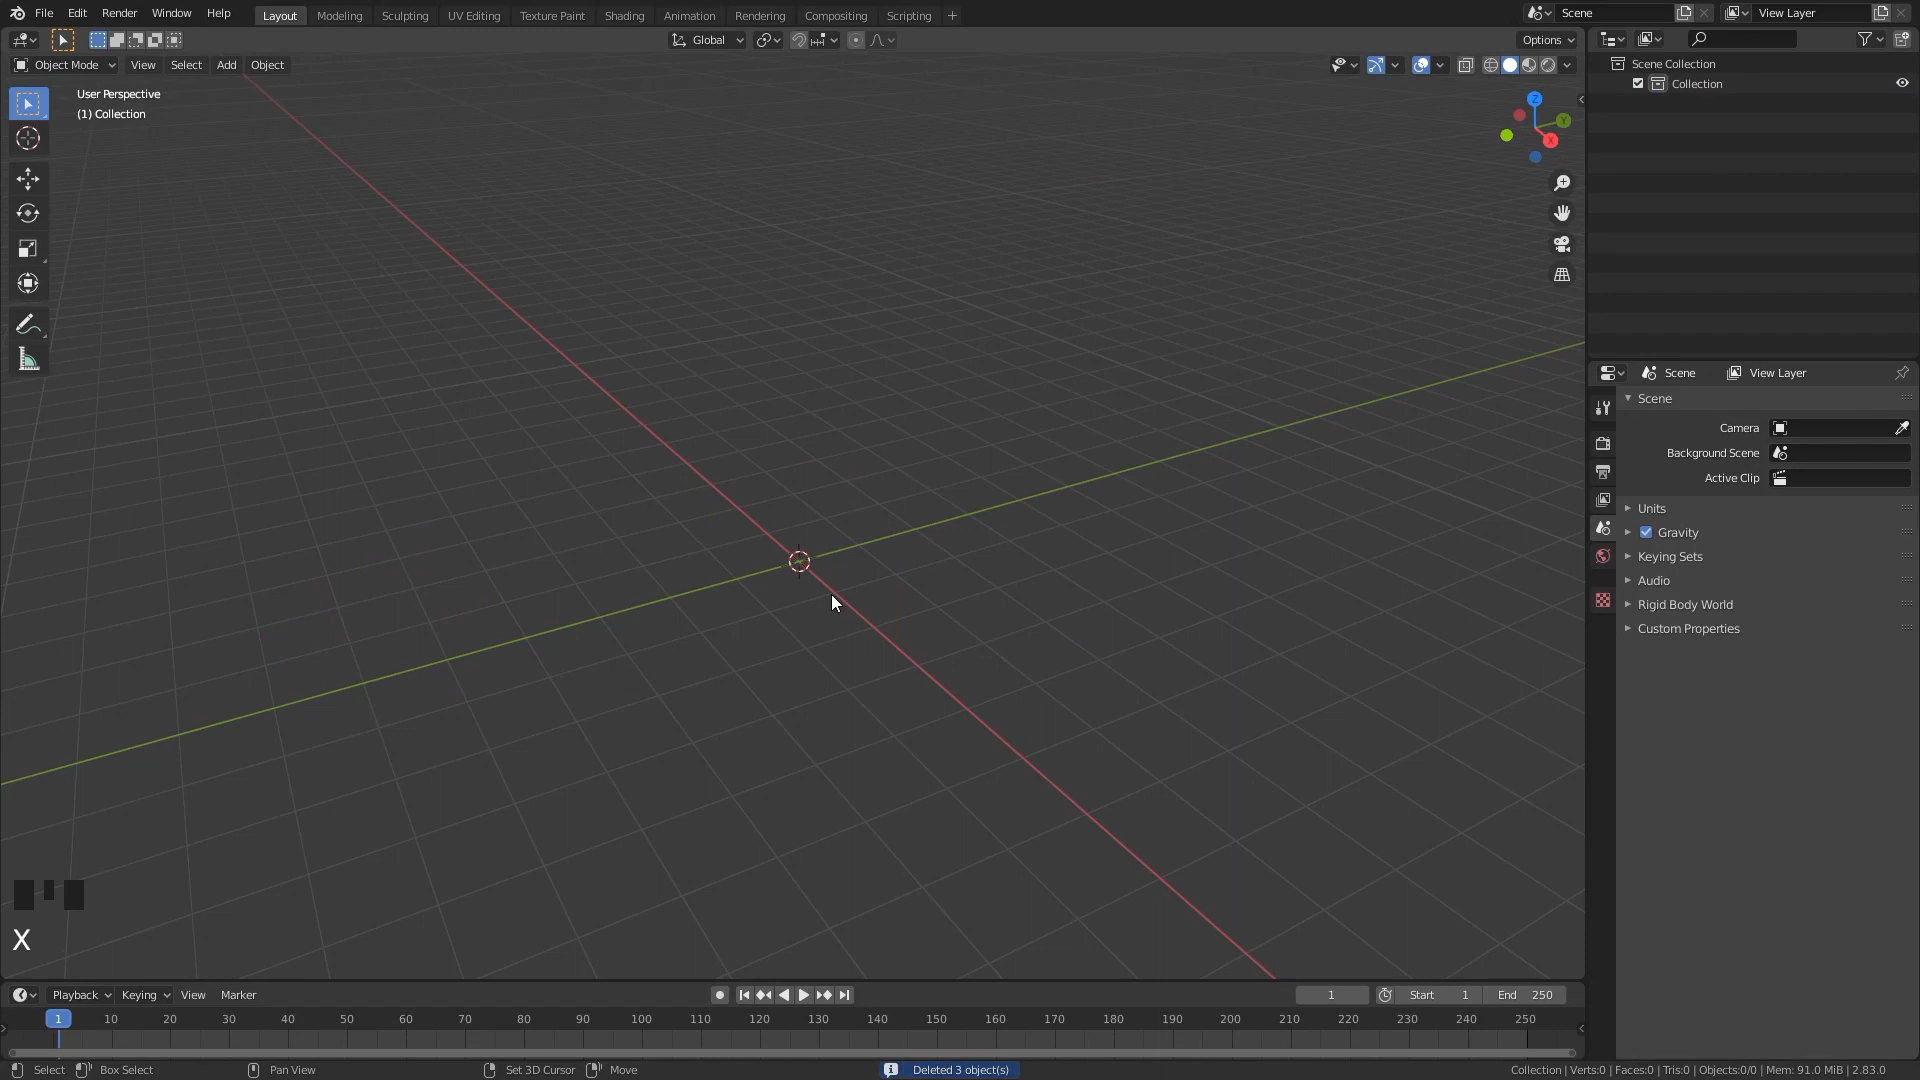 File Edit Render Window Help Layout Modeling Sculpting UV Editing Texture Paint Shading Animation Rendering Compositing Scripting + Scene View Layer
Global Options
Object Mode View Select Add Object
User Perspective
(1) Collection
Z
Y
X
Scene Collection
Collection
Scene View Layer
Scene
Camera
Background Scene
Active Clip
Units
Gravity
Keying Sets
Audio
Rigid Body World
Custom Properties
X
Playback Keying View Marker 1 Start 1 End 250
1 10 20 30 40 50 60 70 80 90 100 110 120 130 140 150 160 170 180 190 200 210 220 230 240 250
Select Box Select Pan View Set 3D Cursor Move Deleted 3 object(s) Collection | Verts:0 | Faces:0 | Tris:0 | Objects:0/0 | Mem: 91.0 MiB | 2.83.0